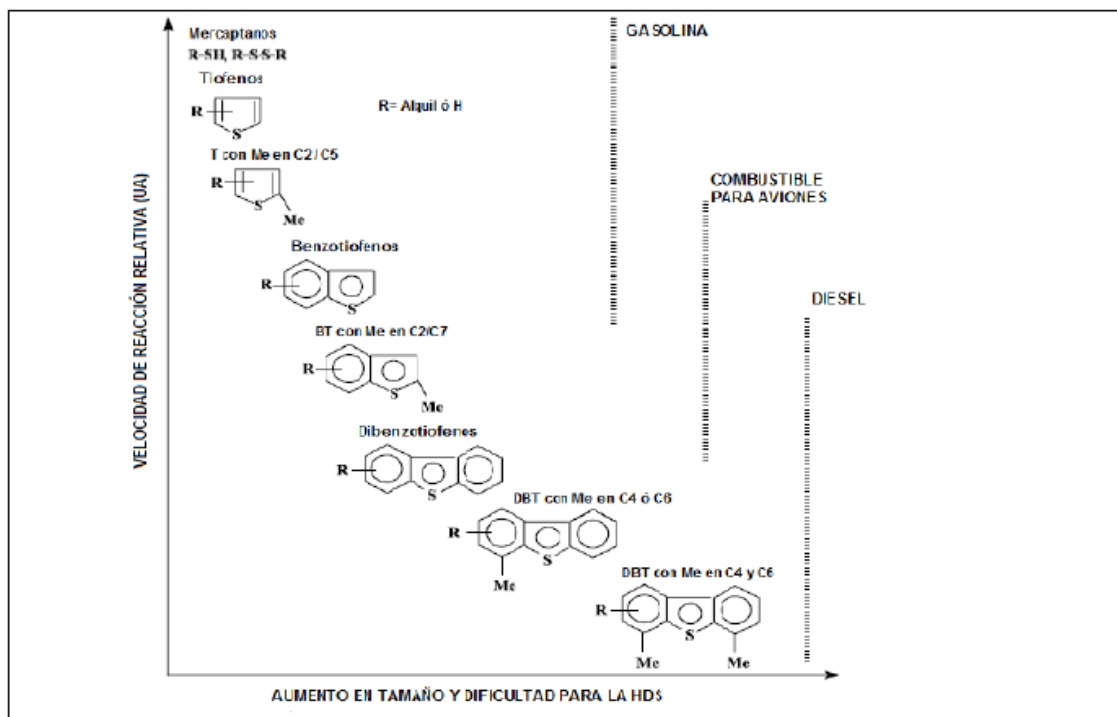 Mercaptanos
R-SH, R-S-S-R
Tiofenos
R
S
R= Alquil ó H
T con Me en C2/C5
R
S
Me
Benzotiofenos
R
S
BT con Me en C2/C7
R
S
Me
Dibenzotiofenos
R
S
DBT con Me en C4 ó C6
R
S
Me
DBT con Me en C4 y C6
R
S
Me
Me
GASOLINA
COMBUSTIBLE
PARA AVIONES
DIESEL
VELOCIDAD DE REACCIÓN RELATIVA (UA)
AUMENTO EN TAMAÑO Y DIFICULTAD PARA LA HDS